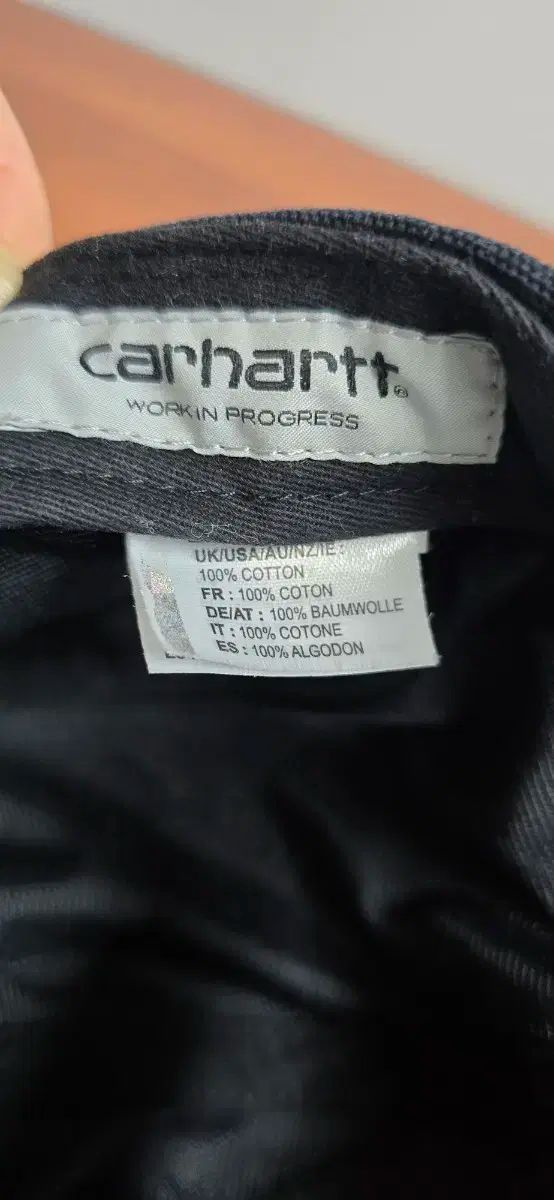 carhartt®
WORK IN PROGRESS
UK/USA/AU/NZ/IE:
100% COTTON
FR : 100% COTON
DE/AT : 100% BAUMWOLLE
IT : 100% COTONE
ES : 100% ALGODON